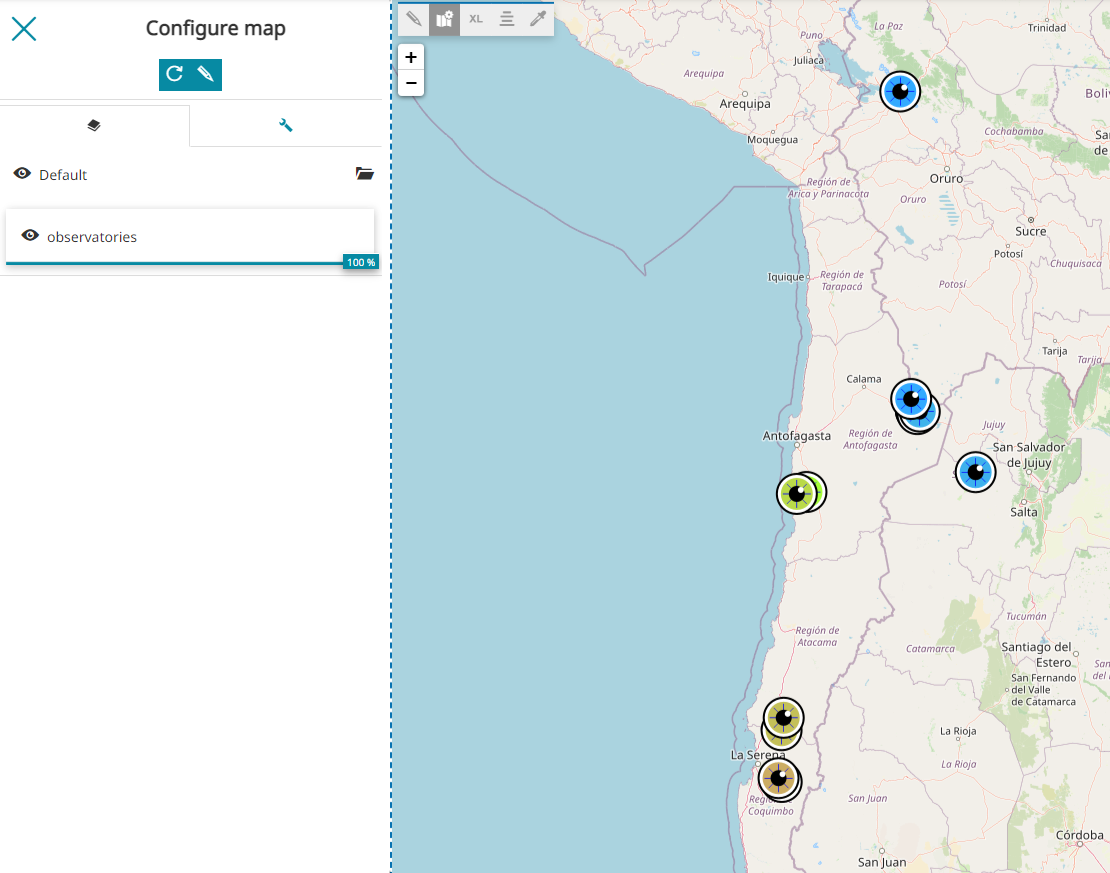 Configure map
XL
+
−
Default
observatories
100 %
La Paz
Trinidad
Puno
Juliaca
Arequipa
Arequipa
Moquegua
Cochabamba
Región de
Arica y Parinacota
Oruro
Oruro
Sucre
Potosí
Chuquisaca
Iquique
Región de
Tarapacá
Potosí
Tarija
Tarija
Calama
Antofagasta
Región de
Antofagasta
Jujuy
San Salvador
de Jujuy
Salta
Región de
Atacama
Tucumán
Catamarca
Santiago del
Estero
San Fernando
del Valle
de Catamarca
La Rioja
La Serena
La Rioja
San Juan
Coquimbo
Córdoba
San Juan